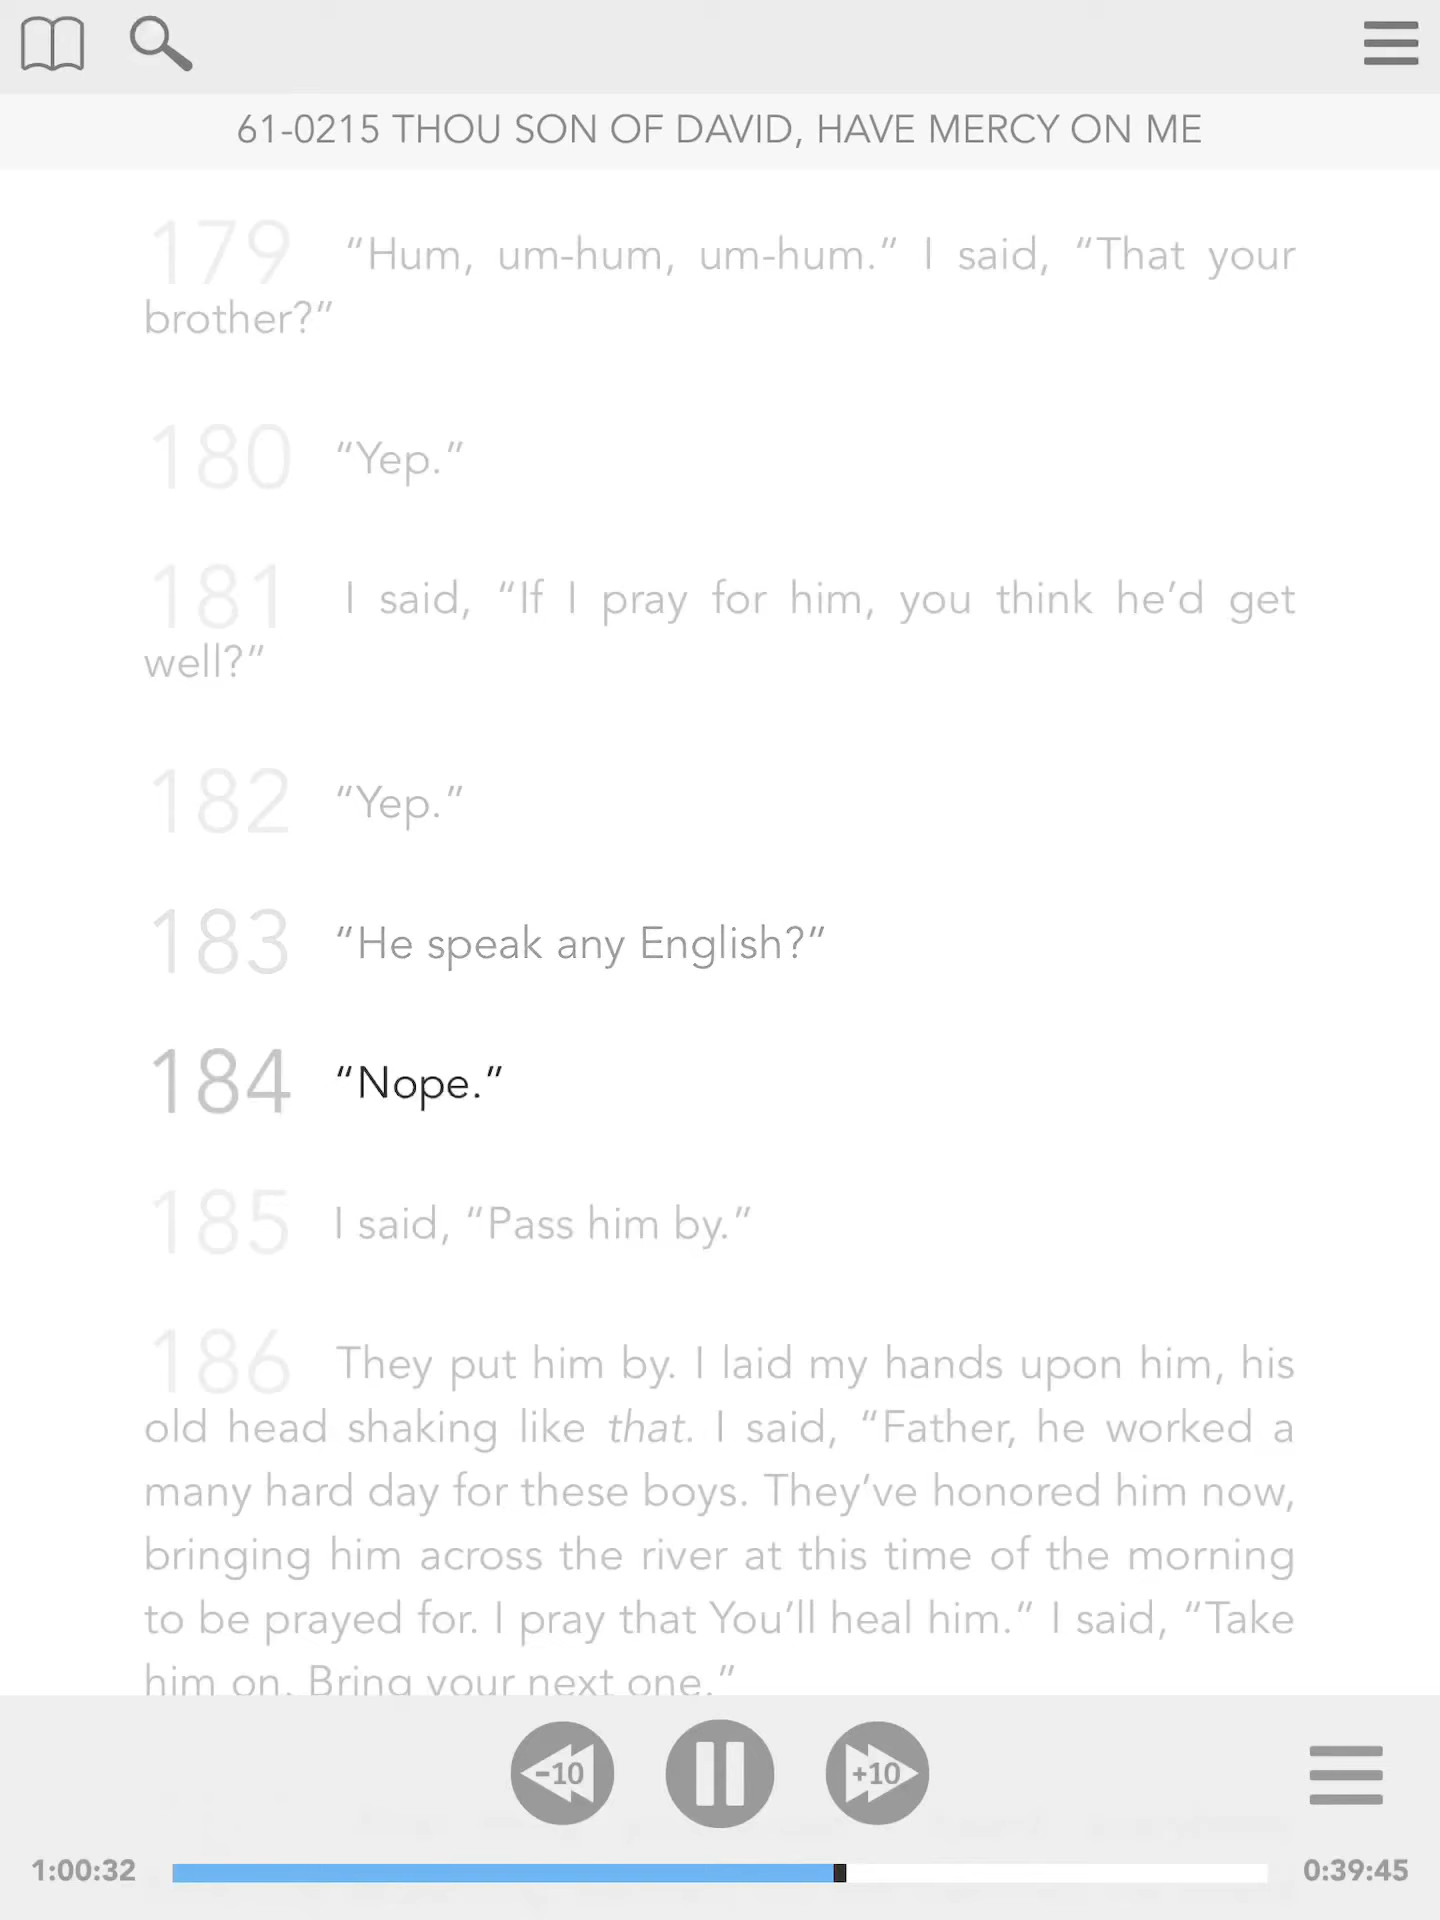 61-0215 THOU SON OF DAVID, HAVE MERCY ON ME
179 “Hum, um-hum, um-hum.” I said, “That your
brother?”
180 “Yep.”
181 I said, “If I pray for him, you think he’d get
well?”
182 “Yep.”
183 “He speak any English?”
184 “Nope.”
185 I said, “Pass him by.”
186 They put him by. I laid my hands upon him, his
old head shaking like that. I said, “Father, he worked a
many hard day for these boys. They’ve honored him now,
bringing him across the river at this time of the morning
to be prayed for. I pray that You’ll heal him.” I said, “Take
him on. Bring your next one.”
-10 +10
1:00:32 0:39:45